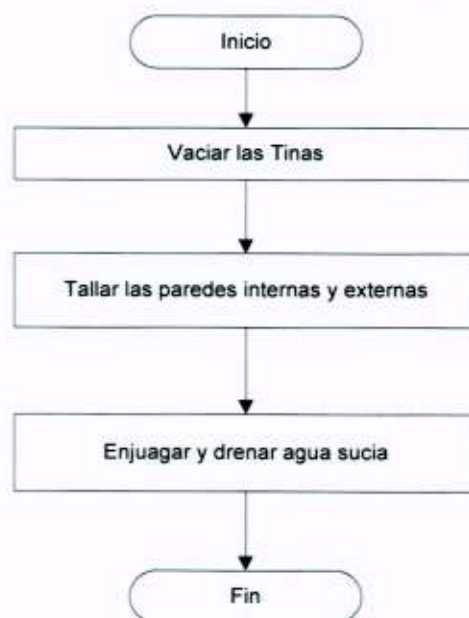 Inicio
Vaciar las Tinas
Tallar las paredes internas y externas
Enjuagar y drenar agua sucia
Fin